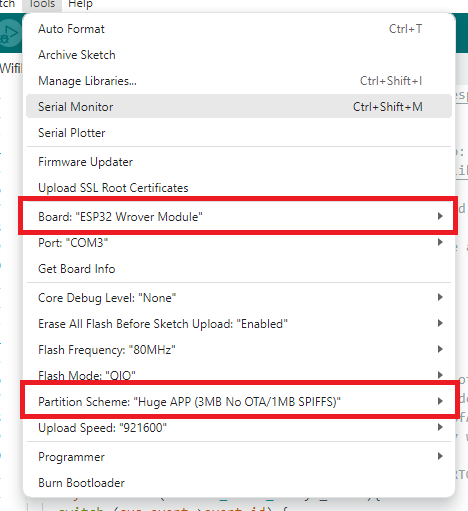 tch Tools Help
Auto Format Ctrl+T
Archive Sketch
Wifi
Manage Libraries... Ctrl+Shift+I
Serial Monitor Ctrl+Shift+M
Serial Plotter
Firmware Updater
Upload SSL Root Certificates
Board: "ESP32 Wrover Module"
Port: "COM3"
Get Board Info
Core Debug Level: "None"
Erase All Flash Before Sketch Upload: "Enabled"
Flash Frequency: "80MHz"
Flash Mode: "QIO"
Partition Scheme: "Huge APP (3MB No OTA/1MB SPIFFS)"
Upload Speed: "921600"
Programmer
Burn Bootloader